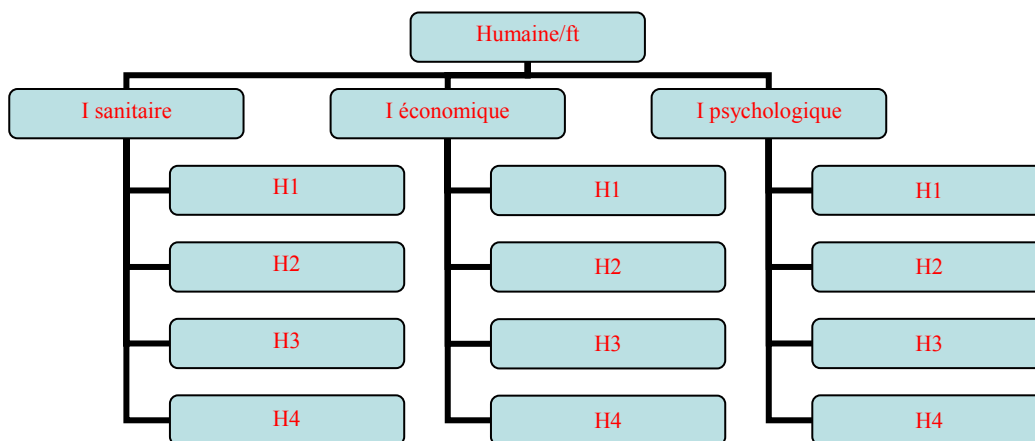 Humaine/ft
I sanitaire
I économique
I psychologique
H1
H1
H1
H2
H2
H2
H3
H3
H3
H4
H4
H4